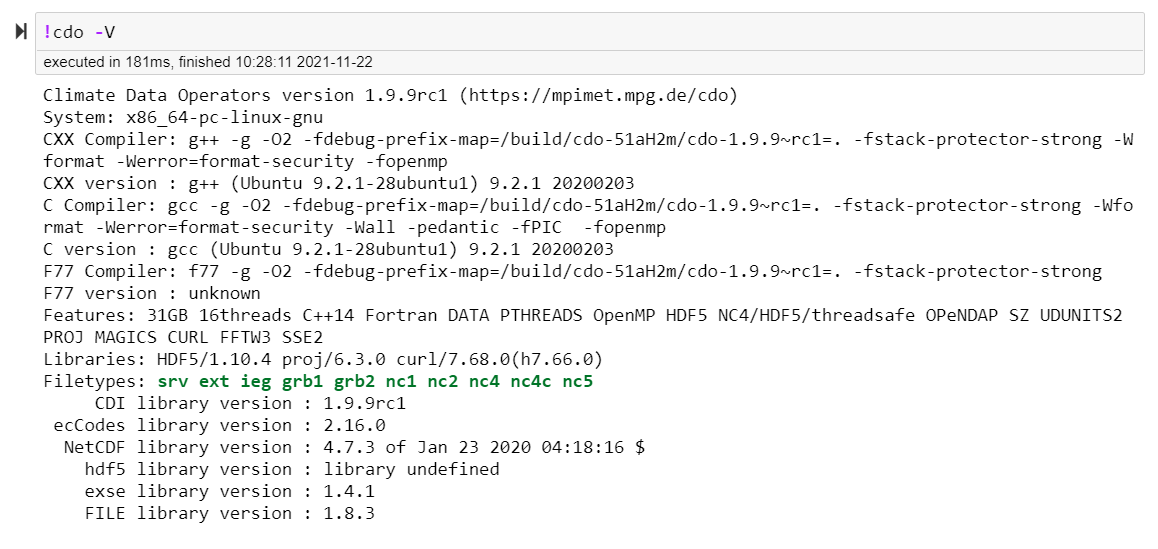 !cdo -V
executed in 181ms, finished 10:28:11 2021-11-22
Climate Data Operators version 1.9.9rc1 (https://mpimet.mpg.de/cdo)
System: x86_64-pc-linux-gnu
CXX Compiler: g++ -g -O2 -fdebug-prefix-map=/build/cdo-51aH2m/cdo-1.9.9~rc1=. -fstack-protector-strong -W
format -Werror=format-security -fopenmp
CXX version : g++ (Ubuntu 9.2.1-28ubuntu1) 9.2.1 20200203
C Compiler: gcc -g -O2 -fdebug-prefix-map=/build/cdo-51aH2m/cdo-1.9.9~rc1=. -fstack-protector-strong -Wfo
rmat -Werror=format-security -Wall -pedantic -fPIC  -fopenmp
C version : gcc (Ubuntu 9.2.1-28ubuntu1) 9.2.1 20200203
F77 Compiler: f77 -g -O2 -fdebug-prefix-map=/build/cdo-51aH2m/cdo-1.9.9~rc1=. -fstack-protector-strong
F77 version : unknown
Features: 31GB 16threads C++14 Fortran DATA PTHREADS OpenMP HDF5 NC4/HDF5/threadsafe OPeNDAP SZ UDUNITS2
PROJ MAGICS CURL FFTW3 SSE2
Libraries: HDF5/1.10.4 proj/6.3.0 curl/7.68.0(h7.66.0)
Filetypes: srv ext ieg grb1 grb2 nc1 nc2 nc4 nc4c nc5
CDI library version : 1.9.9rc1
ecCodes library version : 2.16.0
NetCDF library version : 4.7.3 of Jan 23 2020 04:18:16 $
hdf5 library version : library undefined
exse library version : 1.4.1
FILE library version : 1.8.3